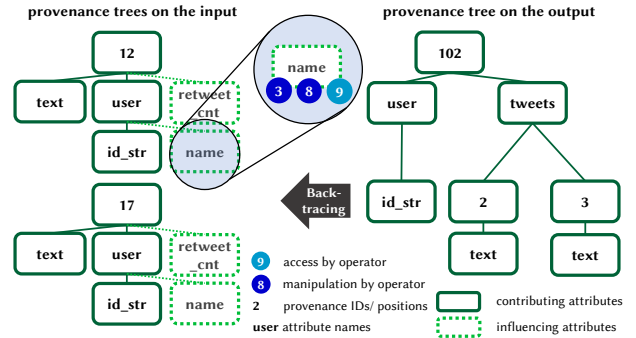 provenance trees on the input
provenance tree on the output
12
text
user
retweet
_cnt
id_str
name
name
3
8
9
102
user
tweets
id_str
2
3
text
text
Back-
tracing
17
text
user
retweet
_cnt
id_str
name
9 access by operator
8 manipulation by operator
2 provenance IDs/ positions
user attribute names
contributing attributes
influencing attributes